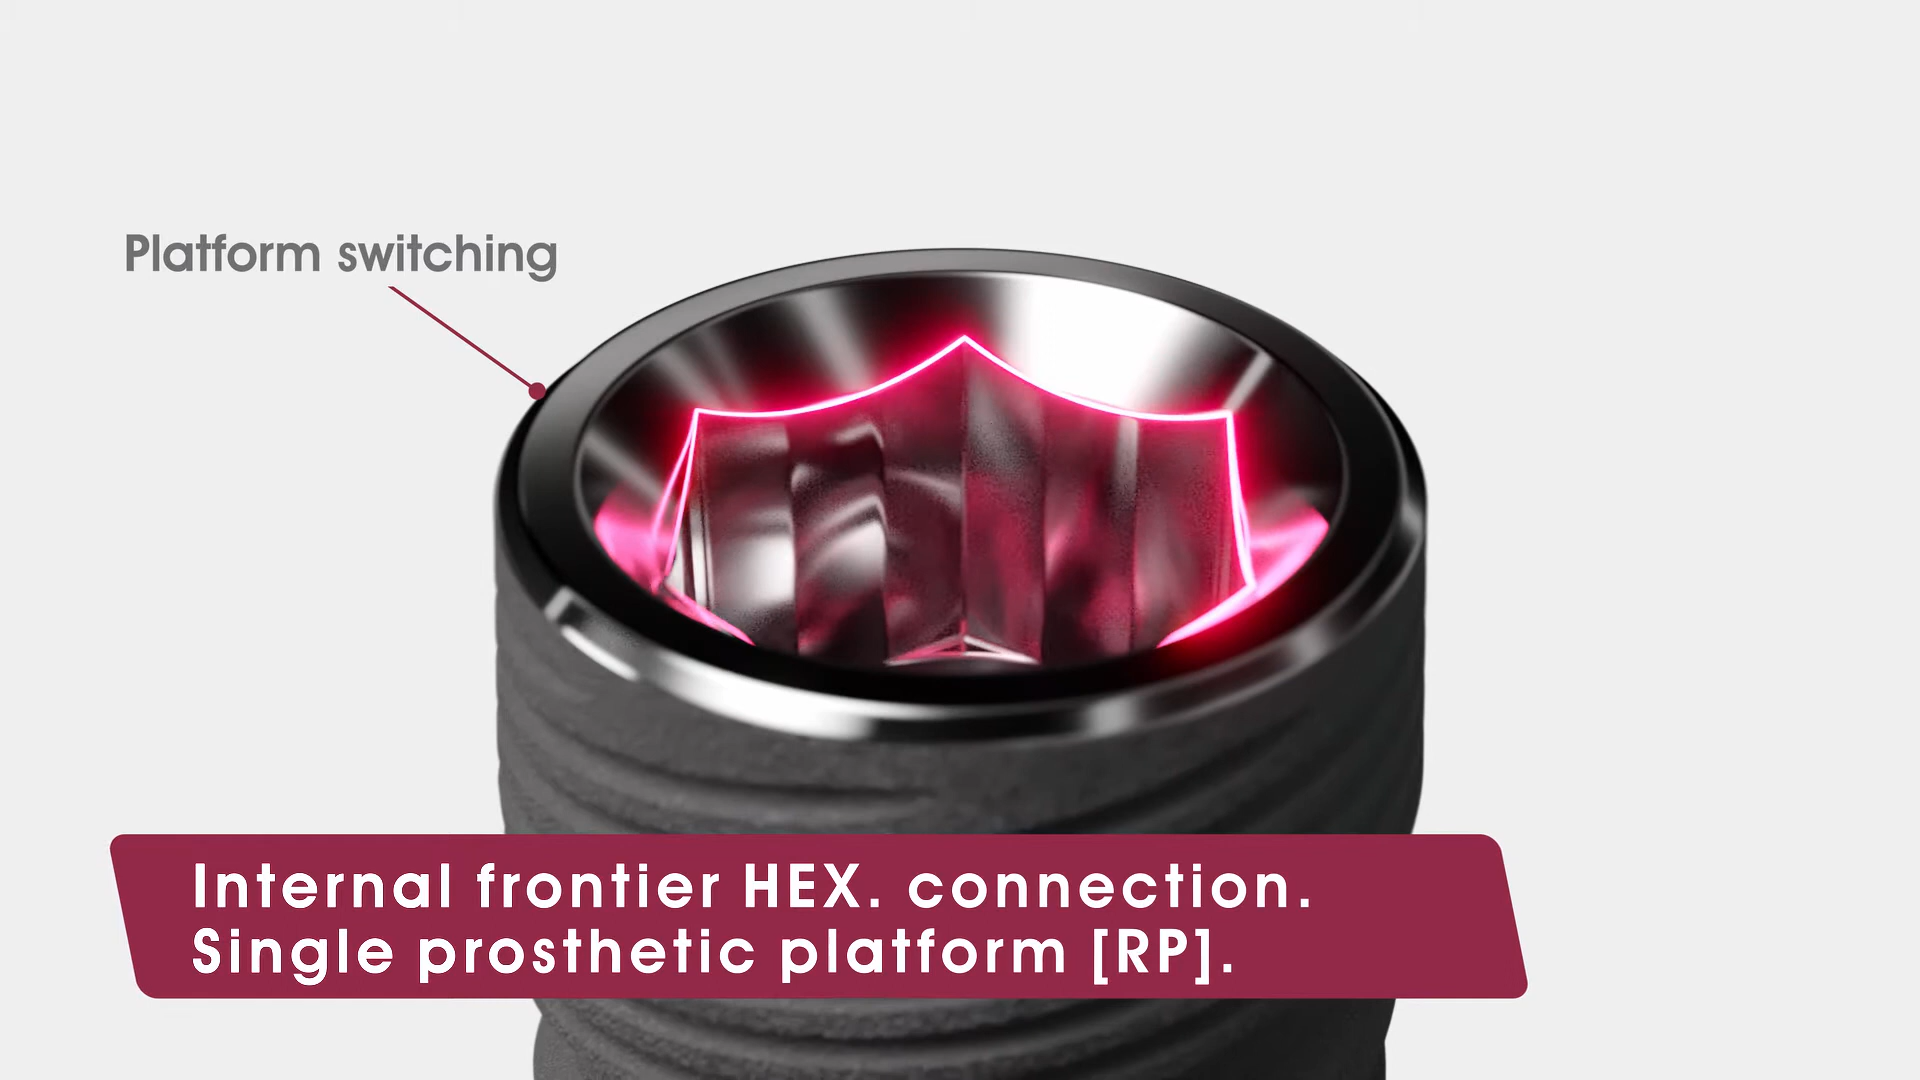 Platform switching
Internal frontier HEX. connection.
Single prosthetic platform [RP].